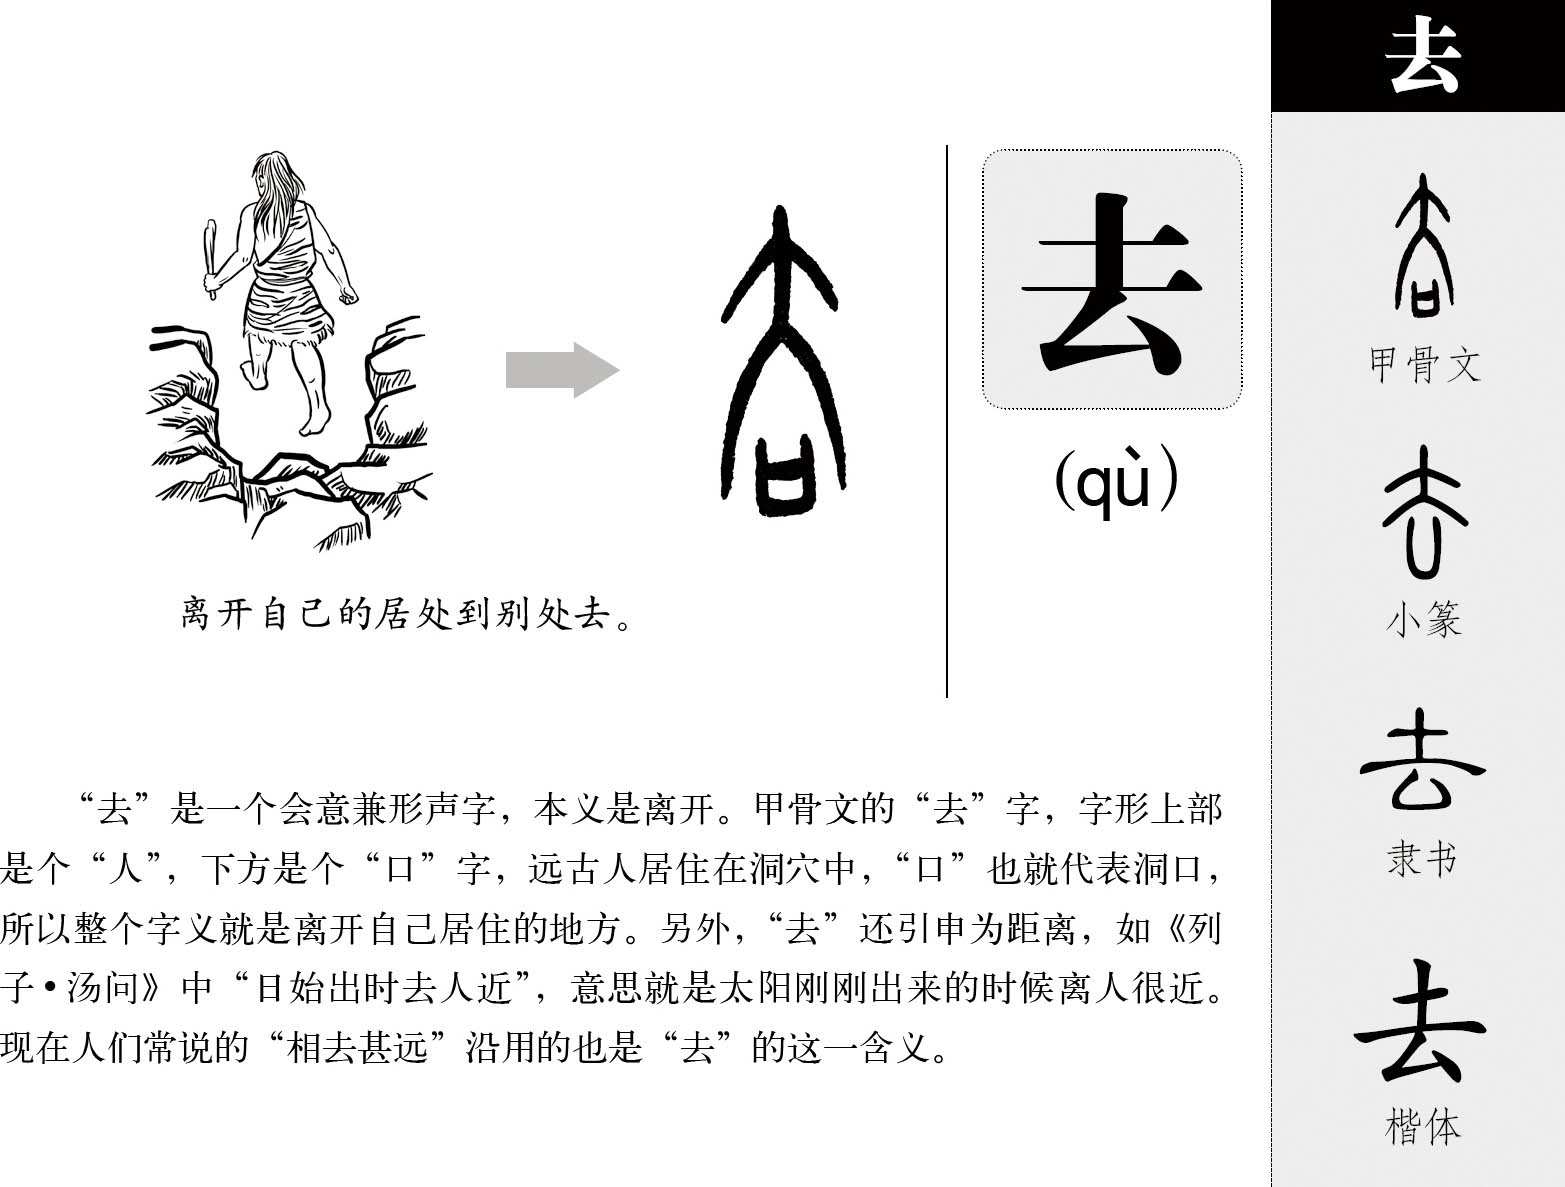 去
去
(qù)
离开自己的居处到别处去。
“去”是一个会意兼形声字，本义是离开。甲骨文的“去”字，字形上部
是个“人”，下方是个“口”字，远古人居住在洞穴中，“口”也就代表洞口，
所以整个字义就是离开自己居住的地方。另外，“去”还引申为距离，如《列
子·汤问》中“日始出时去人近”，意思就是太阳刚刚出来的时候离人很近。
现在人们常说的“相去甚远”沿用的也是“去”的这一含义。
甲骨文
小篆
去
隶书
去
楷体